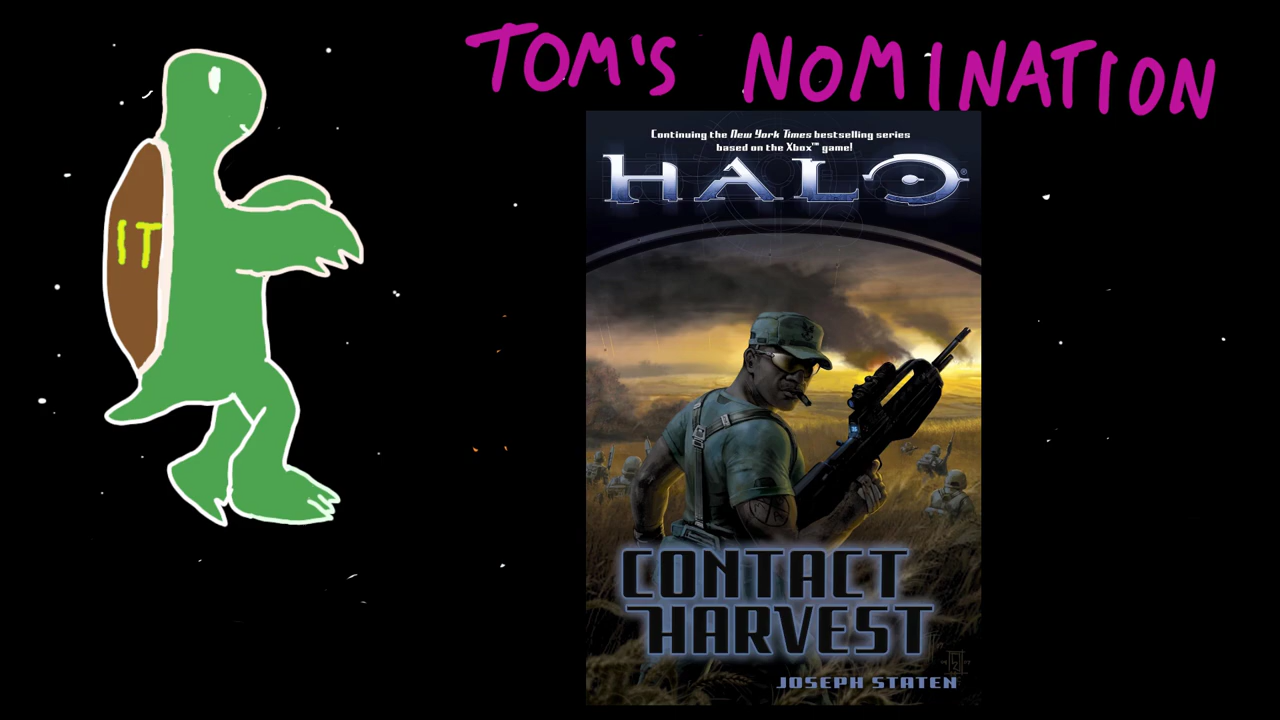 TOM'S NOMINATION
Continuing the New York Times bestselling series
based on the Xbox™ game!
HALO®
IT
CONTACT
HARVEST
JOSEPH STATEN